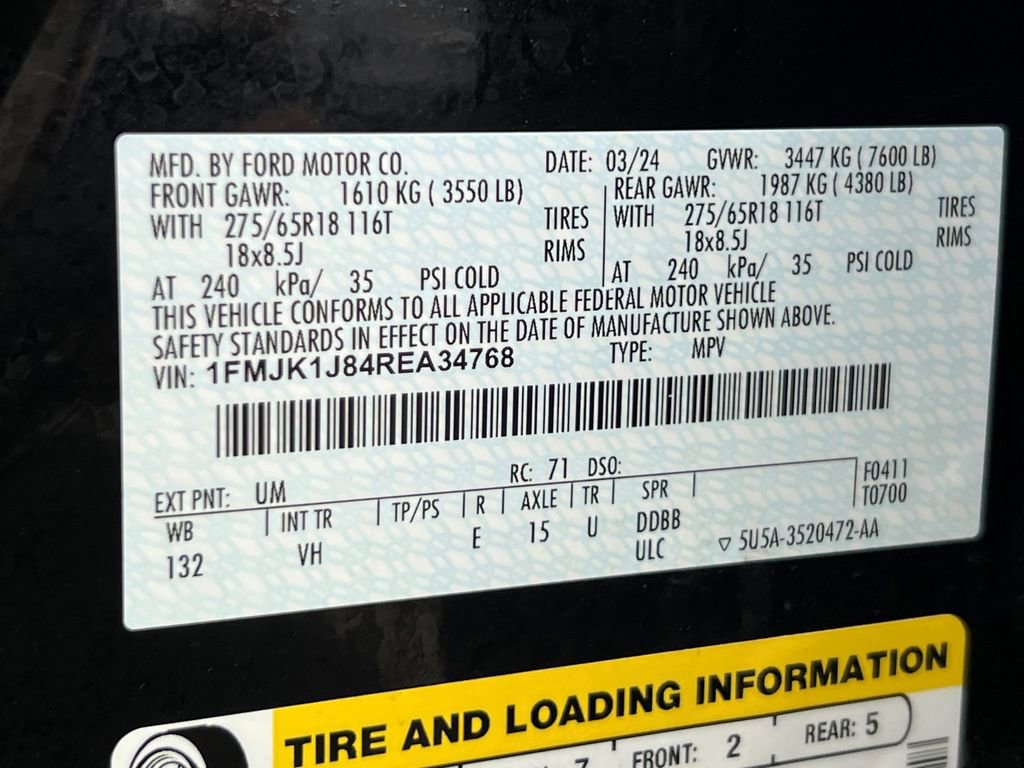 MFD. BY FORD MOTOR CO. DATE: 03/24 GVWR: 3447 KG ( 7600 LB)
FRONT GAWR: 1610 KG ( 3550 LB) REAR GAWR: 1987 KG ( 4380 LB)
WITH 275/65R18 116T TIRES WITH 275/65R18 116T TIRES
18x8.5J RIMS 18x8.5J RIMS
AT 240 kPa/ 35 PSI COLD AT 240 kPa/ 35 PSI COLD
THIS VEHICLE CONFORMS TO ALL APPLICABLE FEDERAL MOTOR VEHICLE
SAFETY STANDARDS IN EFFECT ON THE DATE OF MANUFACTURE SHOWN ABOVE.
VIN: 1FMJK1J84REA34768 TYPE: MPV
EXT PNT: UM RC: 71 DSO: F0411
WB INT TR TP/PS R AXLE TR SPR T0700
132 VH E 15 U DDBB
ULC 5U5A-3520472-AA
TIRE AND LOADING INFORMATION
FRONT: 2 REAR: 5